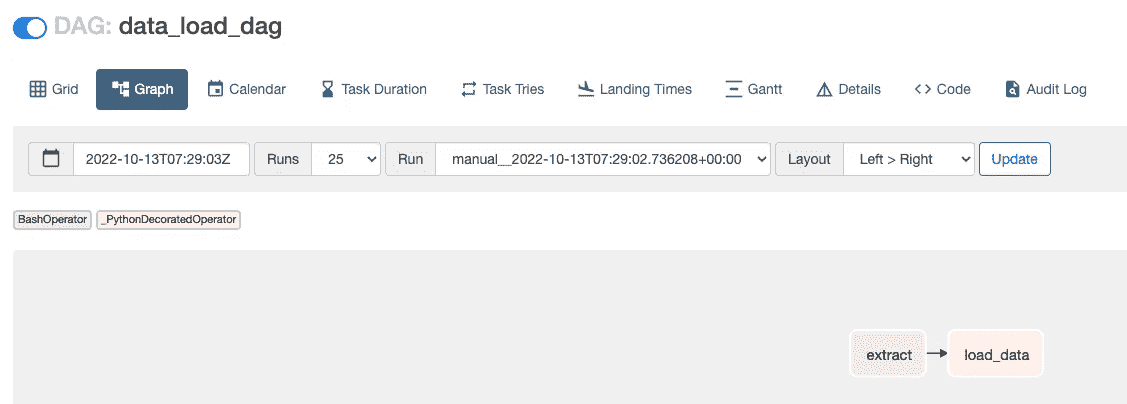 DAG: data_load_dag
Grid Graph Calendar Task Duration Task Tries Landing Times Gantt Details Code Audit Log
2022-10-13T07:29:03Z Runs 25 Run manual__2022-10-13T07:29:02.736208+00:00 Layout Left > Right Update
BashOperator _PythonDecoratedOperator
extract load_data